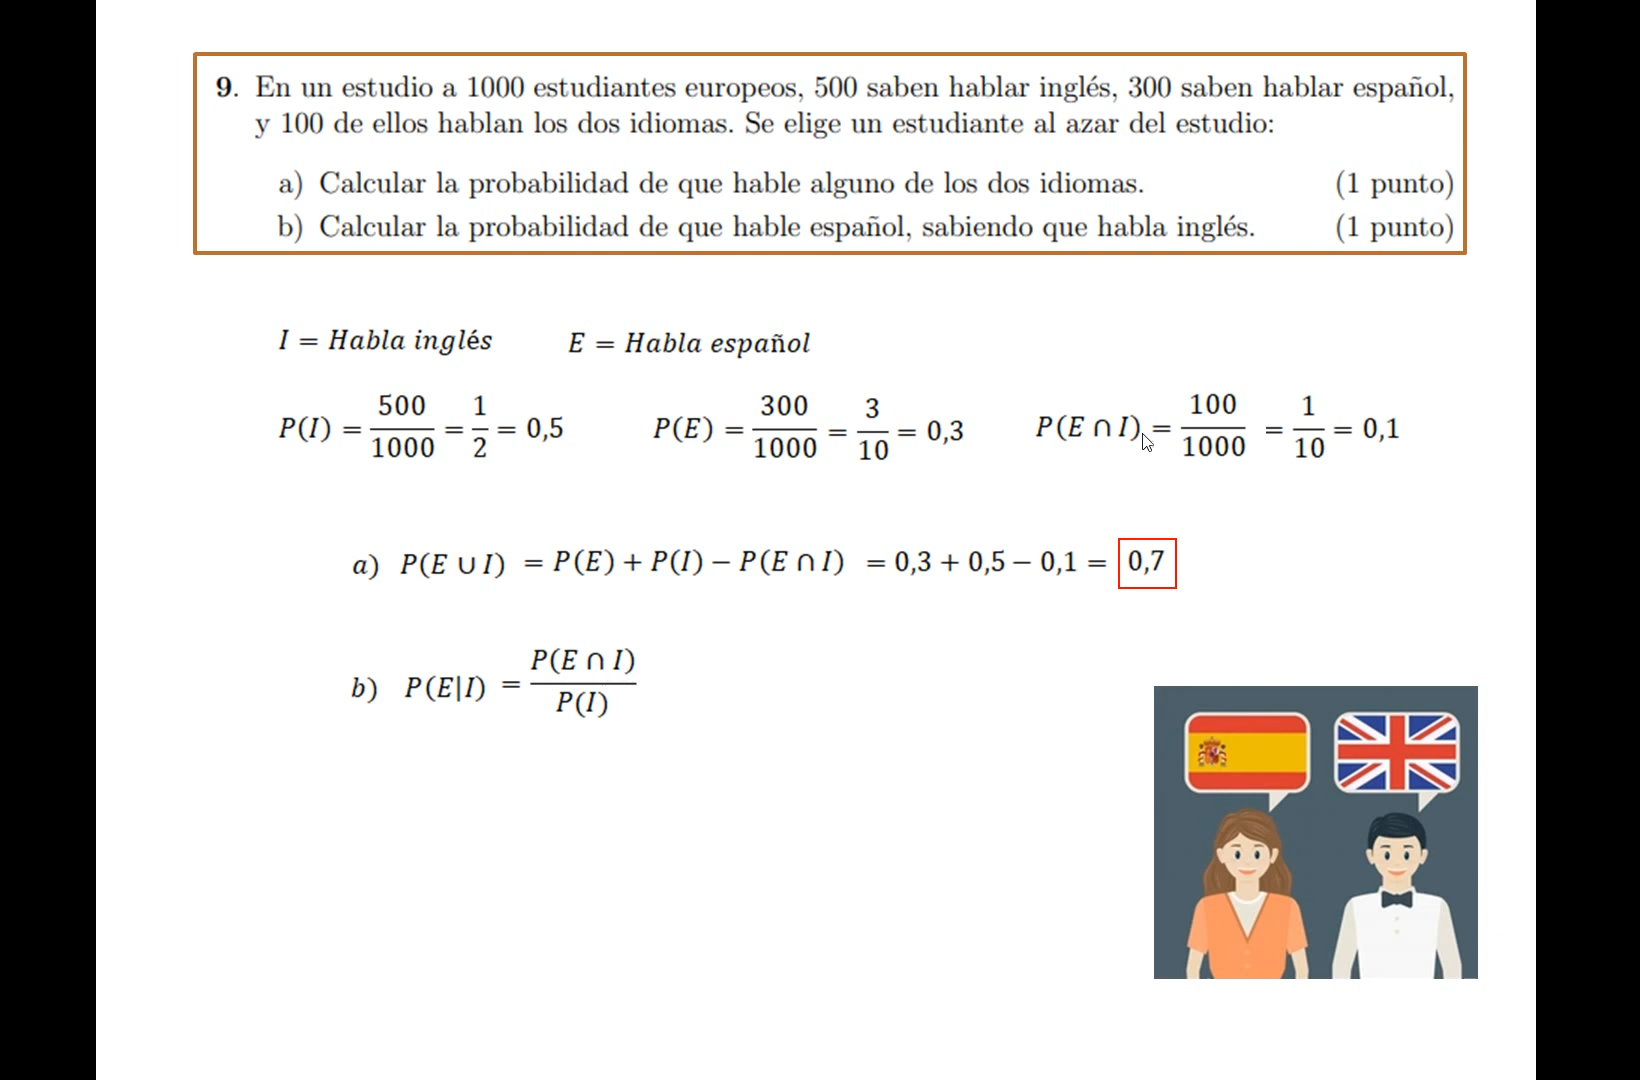 9. En un estudio a 1000 estudiantes europeos, 500 saben hablar inglés, 300 saben hablar español,
y 100 de ellos hablan los dos idiomas. Se elige un estudiante al azar del estudio:
a) Calcular la probabilidad de que hable alguno de los dos idiomas. (1 punto)
b) Calcular la probabilidad de que hable español, sabiendo que habla inglés. (1 punto)
I = Habla inglés E = Habla español
P(I) = 500/1000 = 1/2 = 0,5 P(E) = 300/1000 = 3/10 = 0,3 P(E ∩ I) = 100/1000 = 1/10 = 0,1
a) P(E ∪ I) = P(E) + P(I) − P(E ∩ I) = 0,3 + 0,5 − 0,1 = 0,7
b) P(E|I) = P(E ∩ I)/P(I)